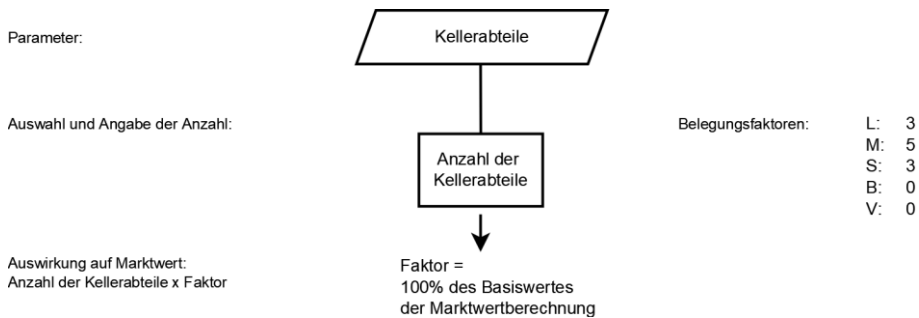 Parameter:
Kellerabteile
Auswahl und Angabe der Anzahl:
Anzahl der
Kellerabteile
Belegungsfaktoren:
L: 3
M: 5
S: 3
B: 0
V: 0
Auswirkung auf Marktwert:
Anzahl der Kellerabteile x Faktor
Faktor =
100% des Basiswertes
der Marktwertberechnung